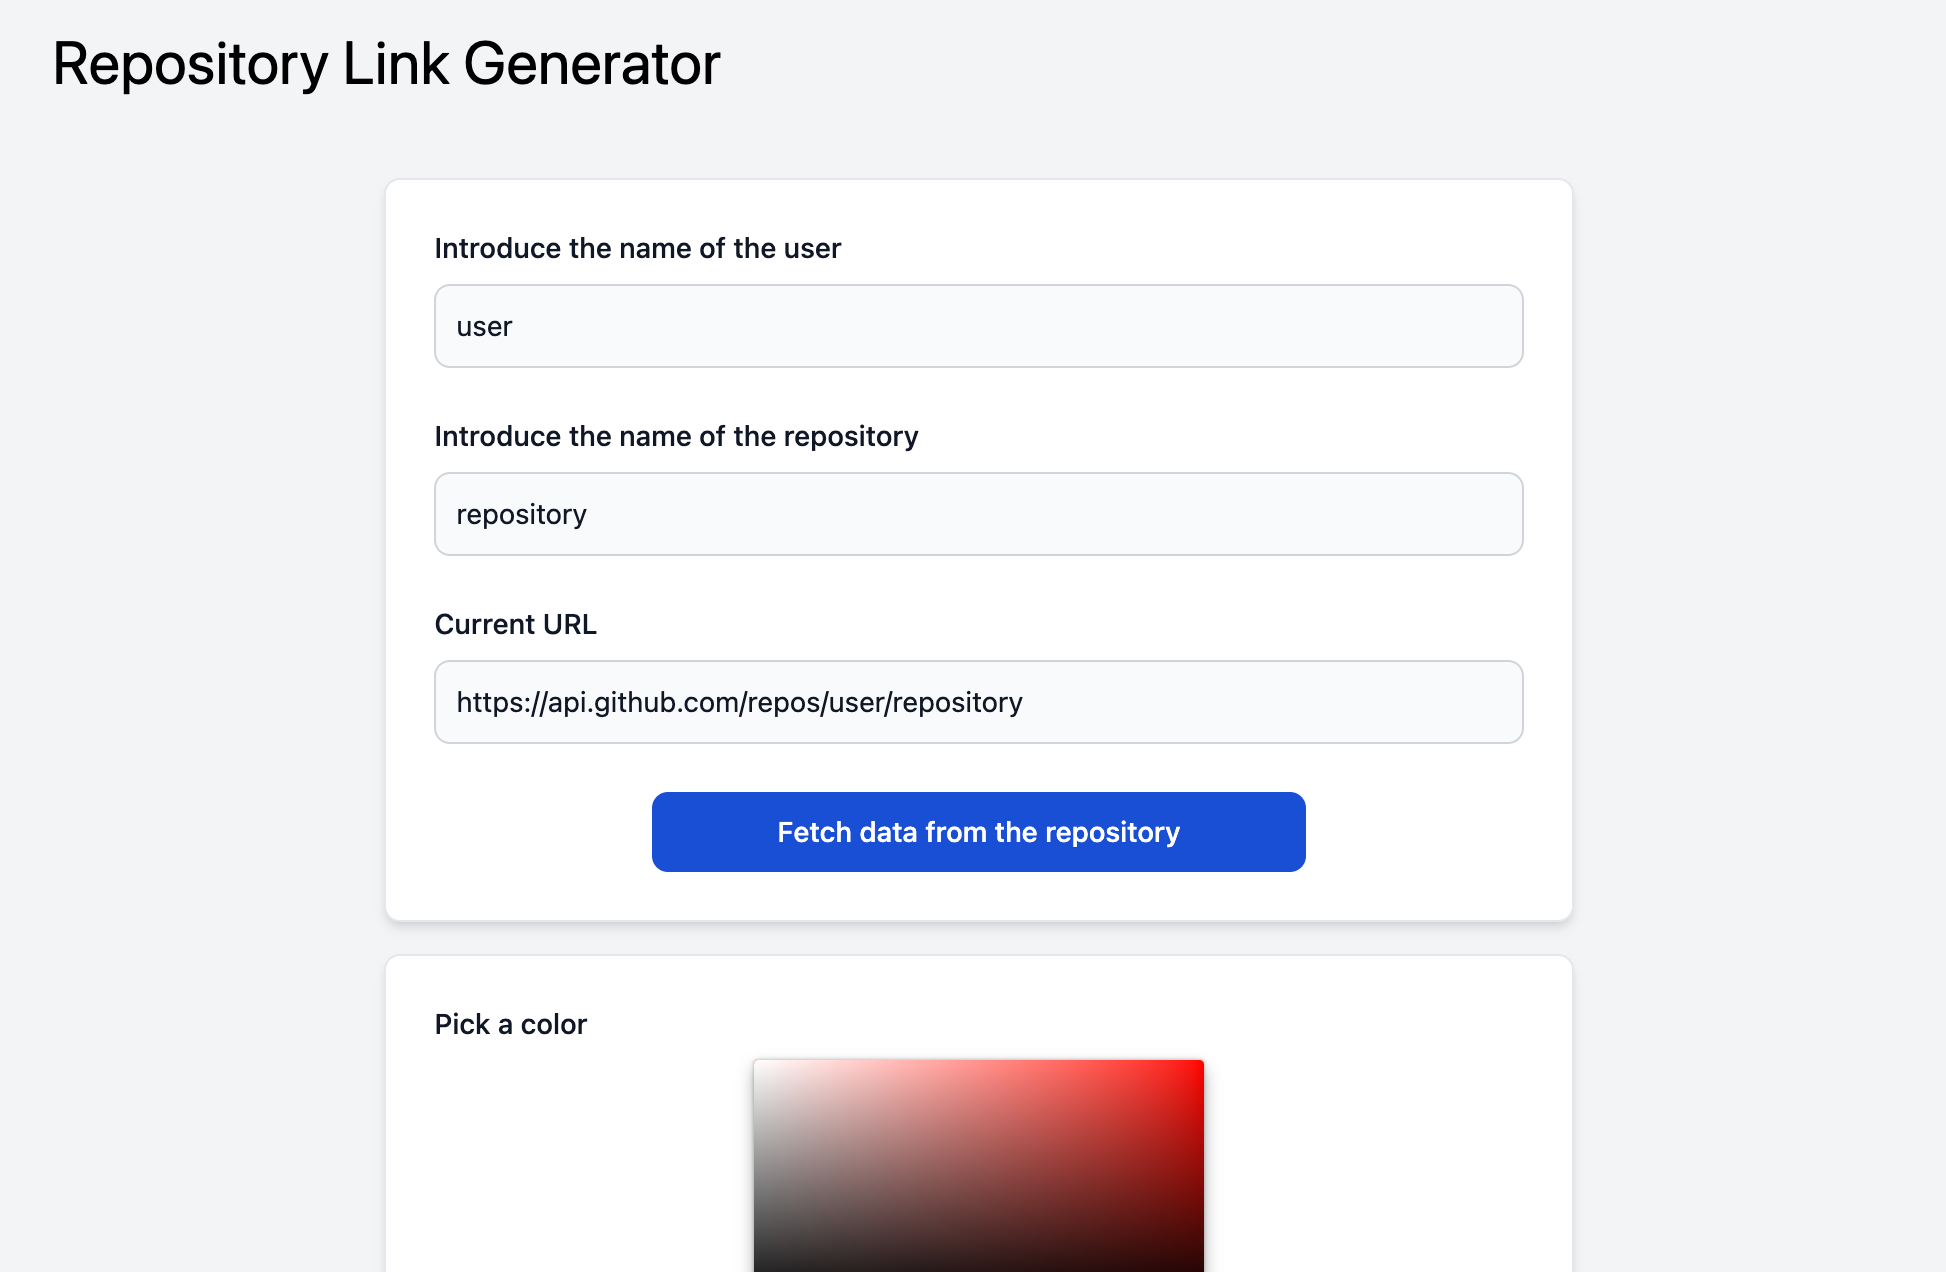 Repository Link Generator
Introduce the name of the user
user
Introduce the name of the repository
repository
Current URL
https://api.github.com/repos/user/repository
Fetch data from the repository
Pick a color